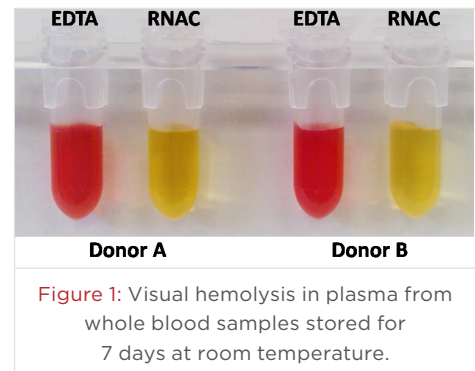 EDTA RNAC EDTA RNAC
Donor A Donor B
Figure 1: Visual hemolysis in plasma from
whole blood samples stored for
7 days at room temperature.